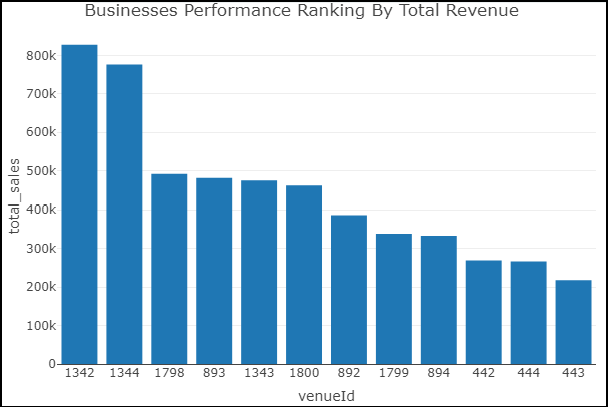 Businesses Performance Ranking By Total Revenue
800k
700k
600k
500k
400k
300k
200k
100k
0
total_sales
1342 1344 1798 893 1343 1800 892 1799 894 442 444 443
venueId